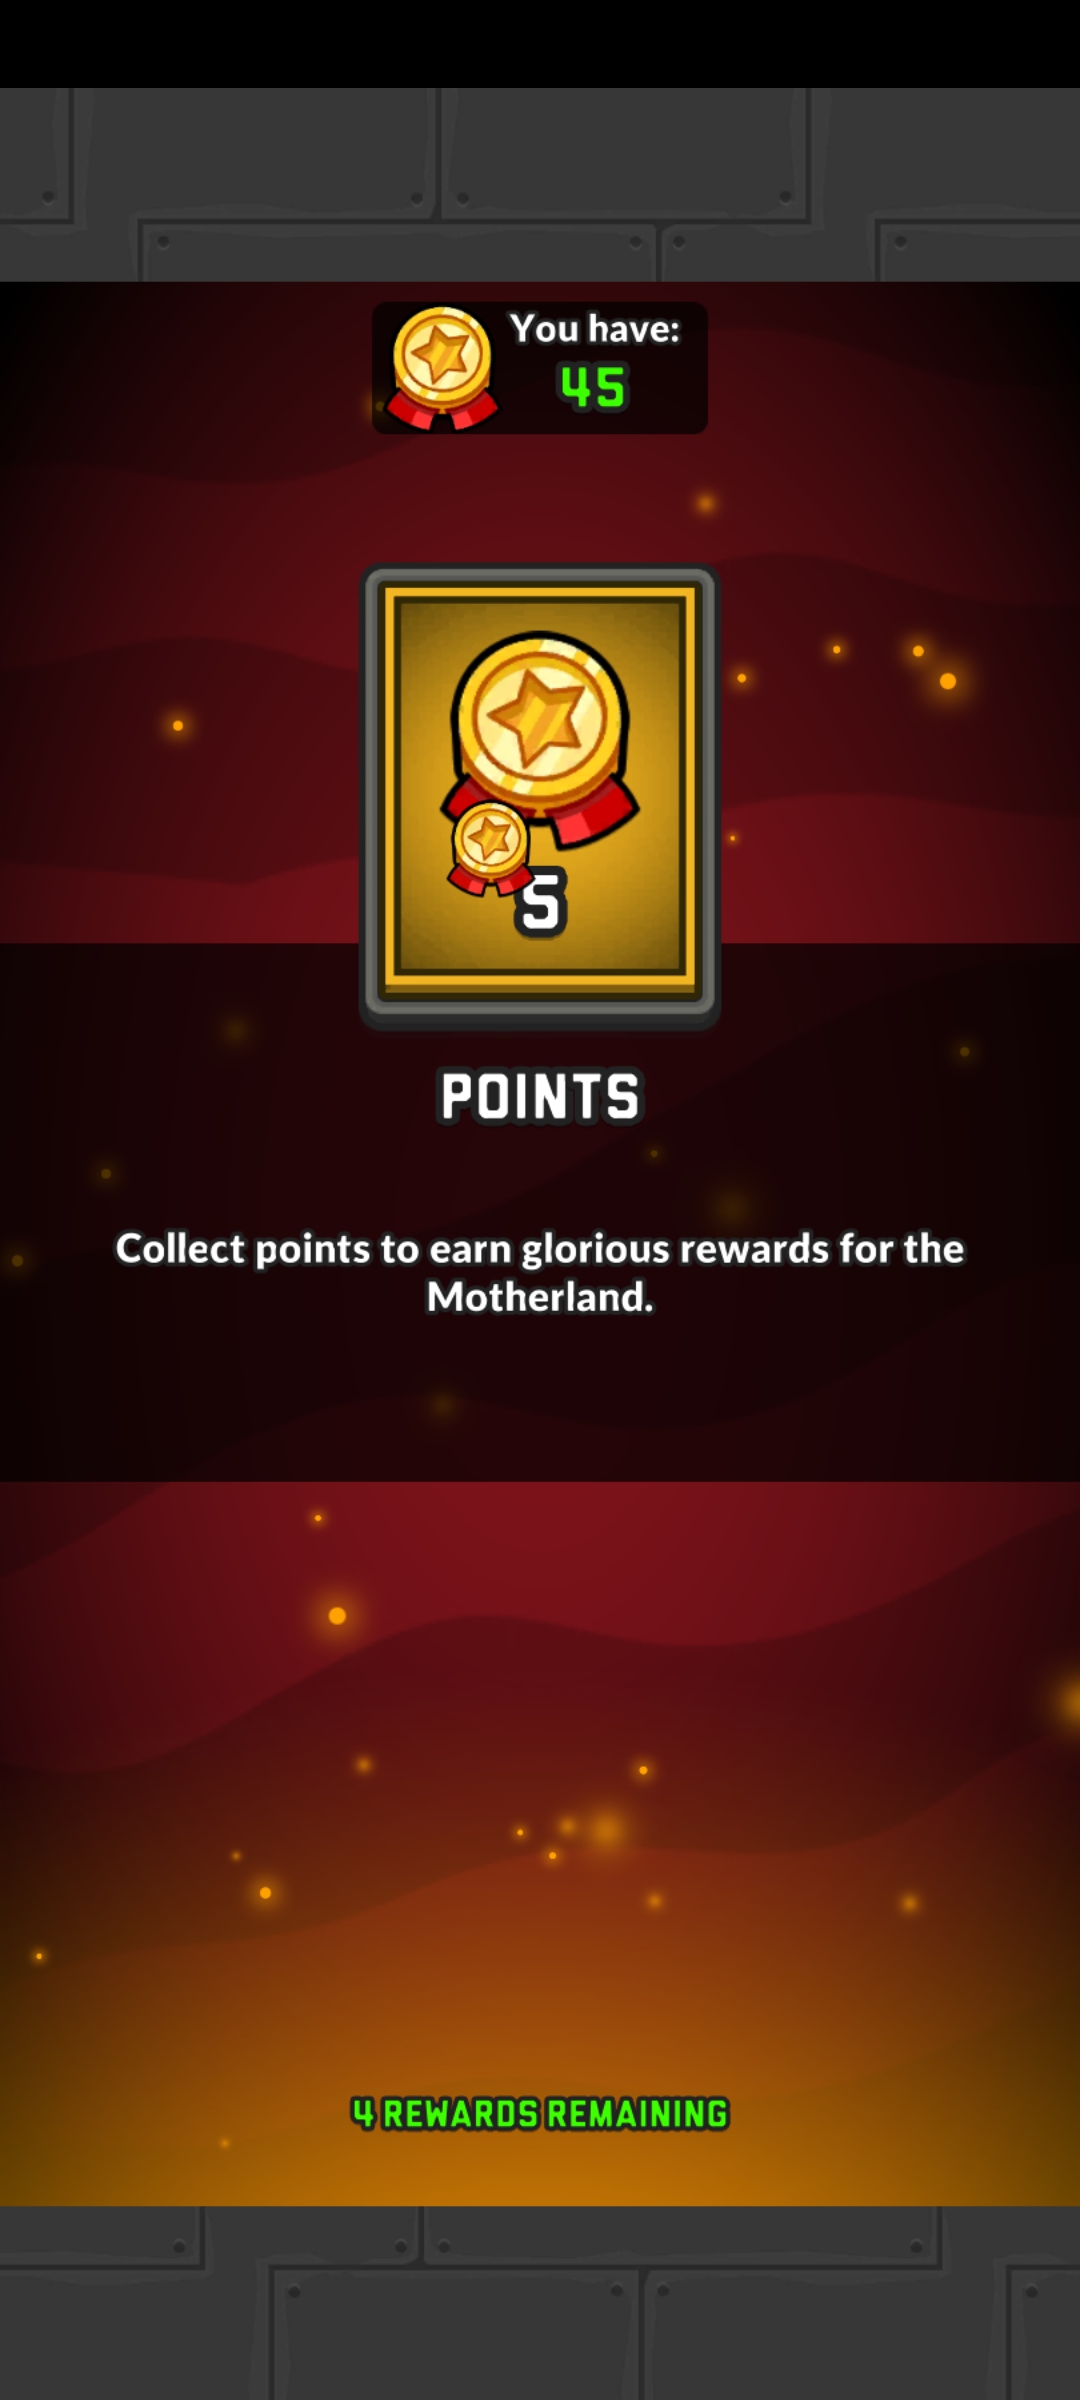 You have:
45
5
POINTS
Collect points to earn glorious rewards for the
Motherland.
4 REWARDS REMAINING